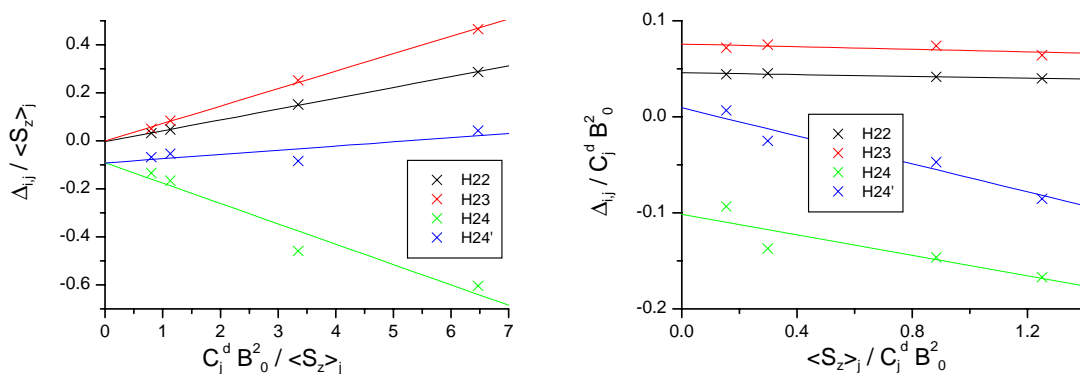 0.4
0.2
0.0
-0.2
-0.4
-0.6
0 1 2 3 4 5 6 7
Δi,j / <Sz>j
Cjd B20 / <Sz>j
H22
H23
H24
H24'
0.1
0.0
-0.1
-0.2
0.0 0.4 0.8 1.2
Δi,j / Cjd B20
<Sz>j / Cjd B20
H22
H23
H24
H24'